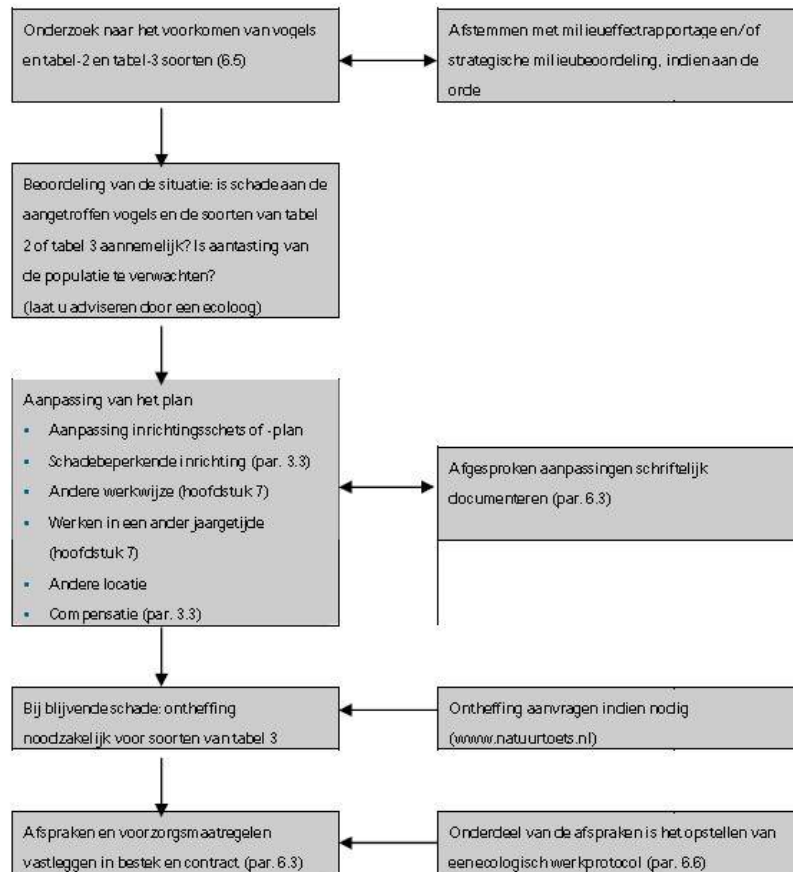 Onderzoek naar het voorkomen van vogels
en tabel-2 en tabel-3 soorten (6.5)
Afstemmen met milieueffectrapportage en/of
strategische milieubeoordeling, indien aan de
orde
Beoordeling van de situatie: is schade aan de
aangetroffen vogels en de soorten van tabel
2 of tabel 3 aannemelijk? Is aantasting van
de populatie te verwachten?
(laat u adviseren door een ecoloog)
Aanpassing van het plan
• Aanpassing inrichtingsschets of -plan
• Schadebeperkende inrichting (par. 3.3)
• Andere werkwijze (hoofdstuk 7)
• Werken in een ander jaargetijde
(hoofdstuk 7)
• Andere locatie
• Compensatie (par. 3.3)
Afgesproken aanpassingen schriftelijk
documenteren (par. 6.3)
Bij blijvende schade: ontheffing
noodzakelijk voor soorten van tabel 3
Ontheffing aanvragen indien nodig
(www.natuurtoets.nl)
Afspraken en voorzorgsmaatregelen
vastleggen in bestek en contract (par. 6.3)
Onderdeel van de afspraken is het opstellen van
een ecologisch werkprotocol (par. 6.6)